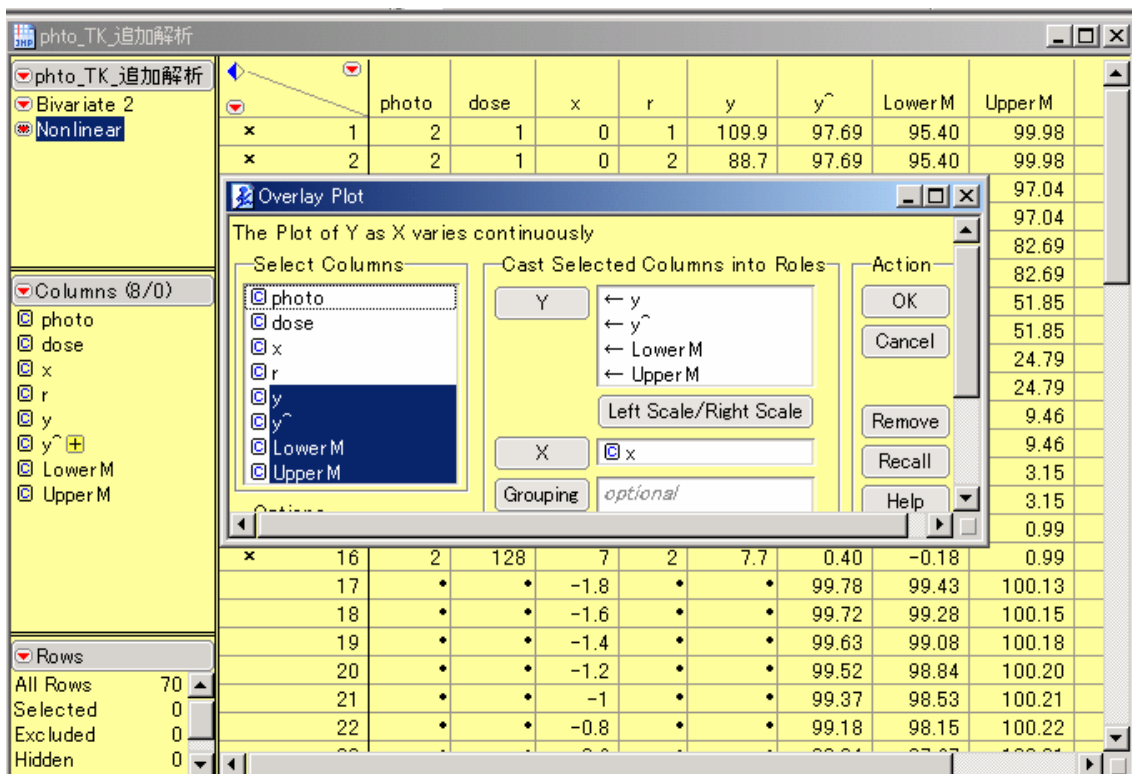 JMP phto_TK_追加解析
phto_TK_追加解析
Bivariate 2
Nonlinear
Columns (8/0)
photo
dose
x
r
y
y^
LowerM
UpperM
Rows
All Rows 70
Selected 0
Excluded 0
Hidden 0
photo dose x r y y^ LowerM UpperM
× 1 2 1 0 1 109.9 97.69 95.40 99.98
× 2 2 1 0 2 88.7 97.69 95.40 99.98
97.04
97.04
82.69
82.69
51.85
51.85
24.79
24.79
9.46
9.46
3.15
3.15
0.99
Overlay Plot
The Plot of Y as X varies continuously
Select Columns
photo
dose
x
r
y
y^
LowerM
UpperM
Options
Cast Selected Columns into Roles
Y
y
y^
LowerM
UpperM
Left Scale/Right Scale
X
x
Grouping optional
Action
OK
Cancel
Remove
Recall
Help
× 16 2 128 7 2 7.7 0.40 -0.18 0.99
17 • • -1.8 • • 99.78 99.43 100.13
18 • • -1.6 • • 99.72 99.28 100.15
19 • • -1.4 • • 99.63 99.08 100.18
20 • • -1.2 • • 99.52 98.84 100.20
21 • • -1 • • 99.37 98.53 100.21
22 • • -0.8 • • 99.18 98.15 100.22